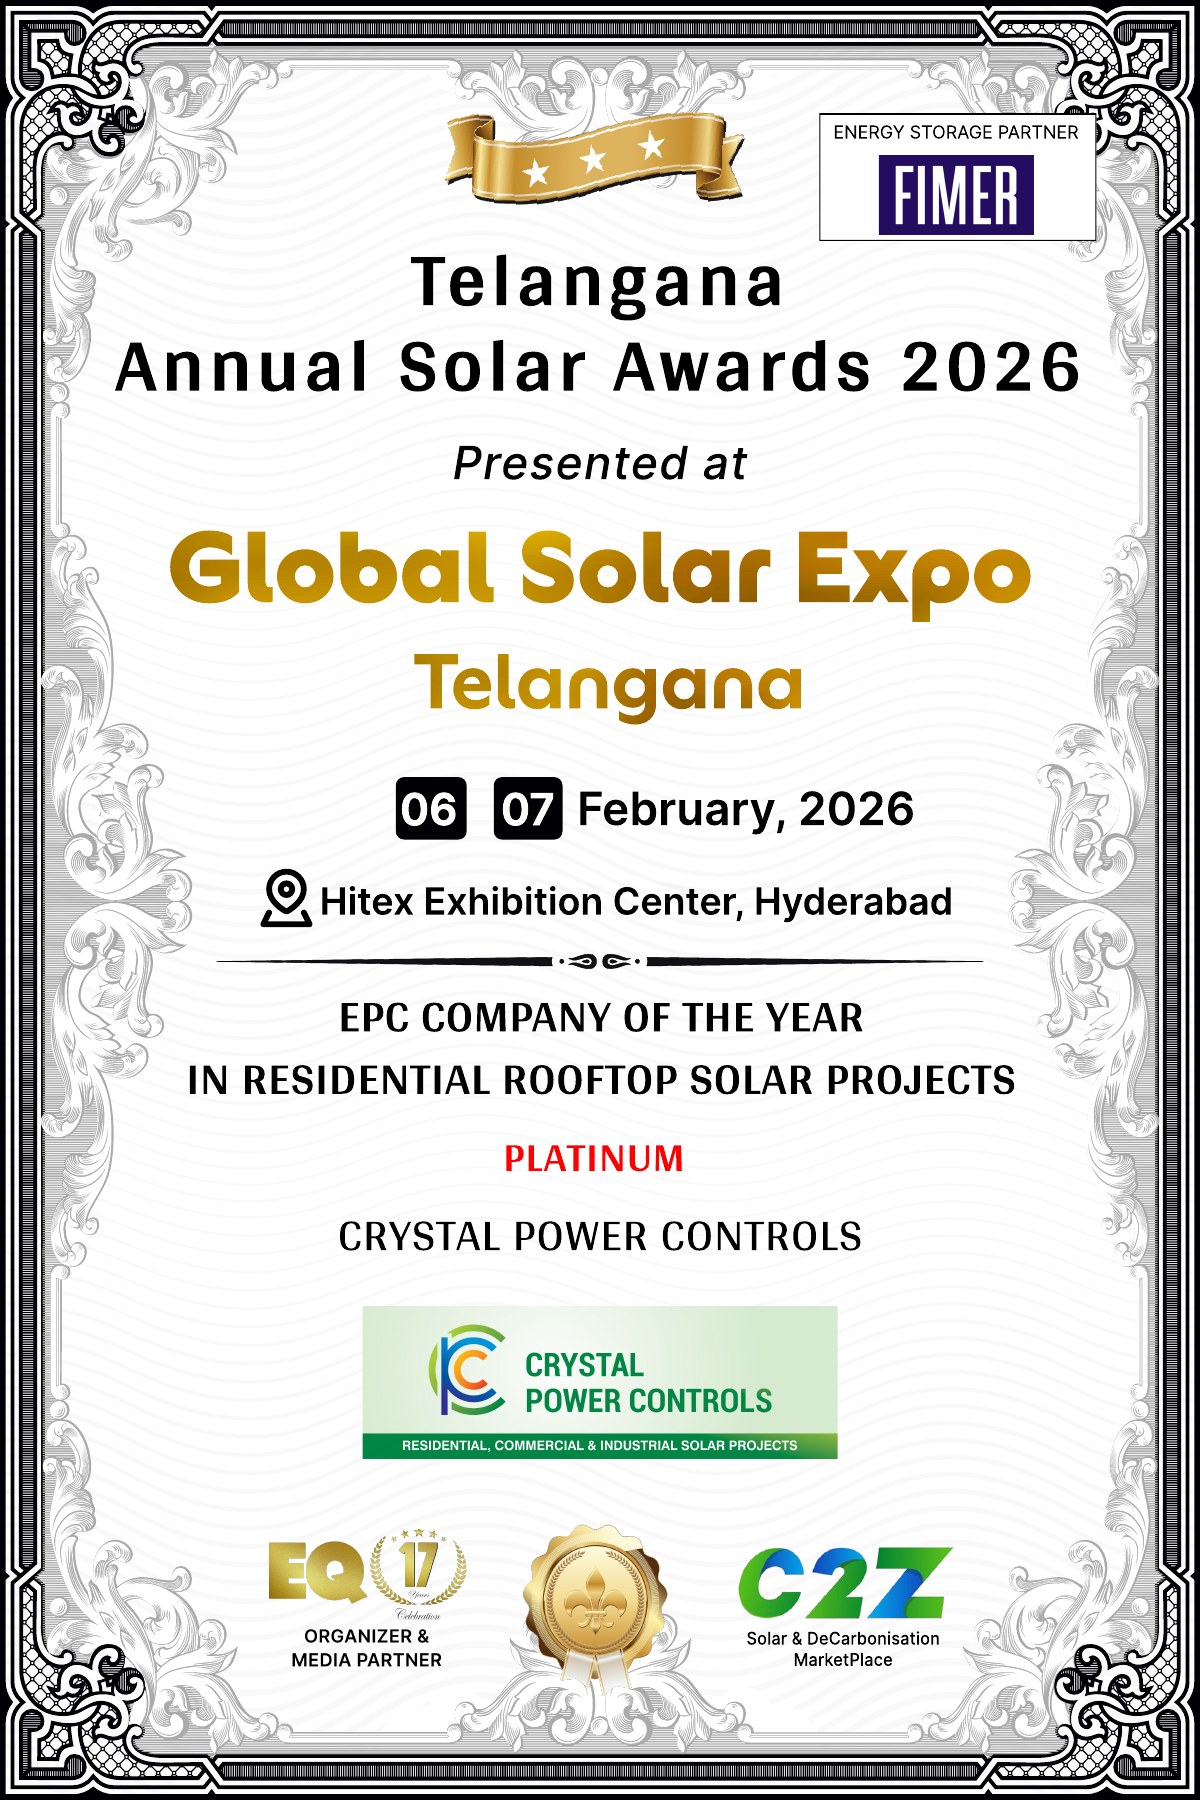 ENERGY STORAGE PARTNER
FIMER
Telangana
Annual Solar Awards 2026
Presented at
Global Solar Expo
Telangana
06 07 February, 2026
Hitex Exhibition Center, Hyderabad
EPC COMPANY OF THE YEAR
IN RESIDENTIAL ROOFTOP SOLAR PROJECTS
PLATINUM
CRYSTAL POWER CONTROLS
CRYSTAL
POWER CONTROLS
RESIDENTIAL, COMMERCIAL & INDUSTRIAL SOLAR PROJECTS
EQ 17
Years
Celebration
ORGANIZER &
MEDIA PARTNER
C2Z
Solar & DeCarbonisation
MarketPlace